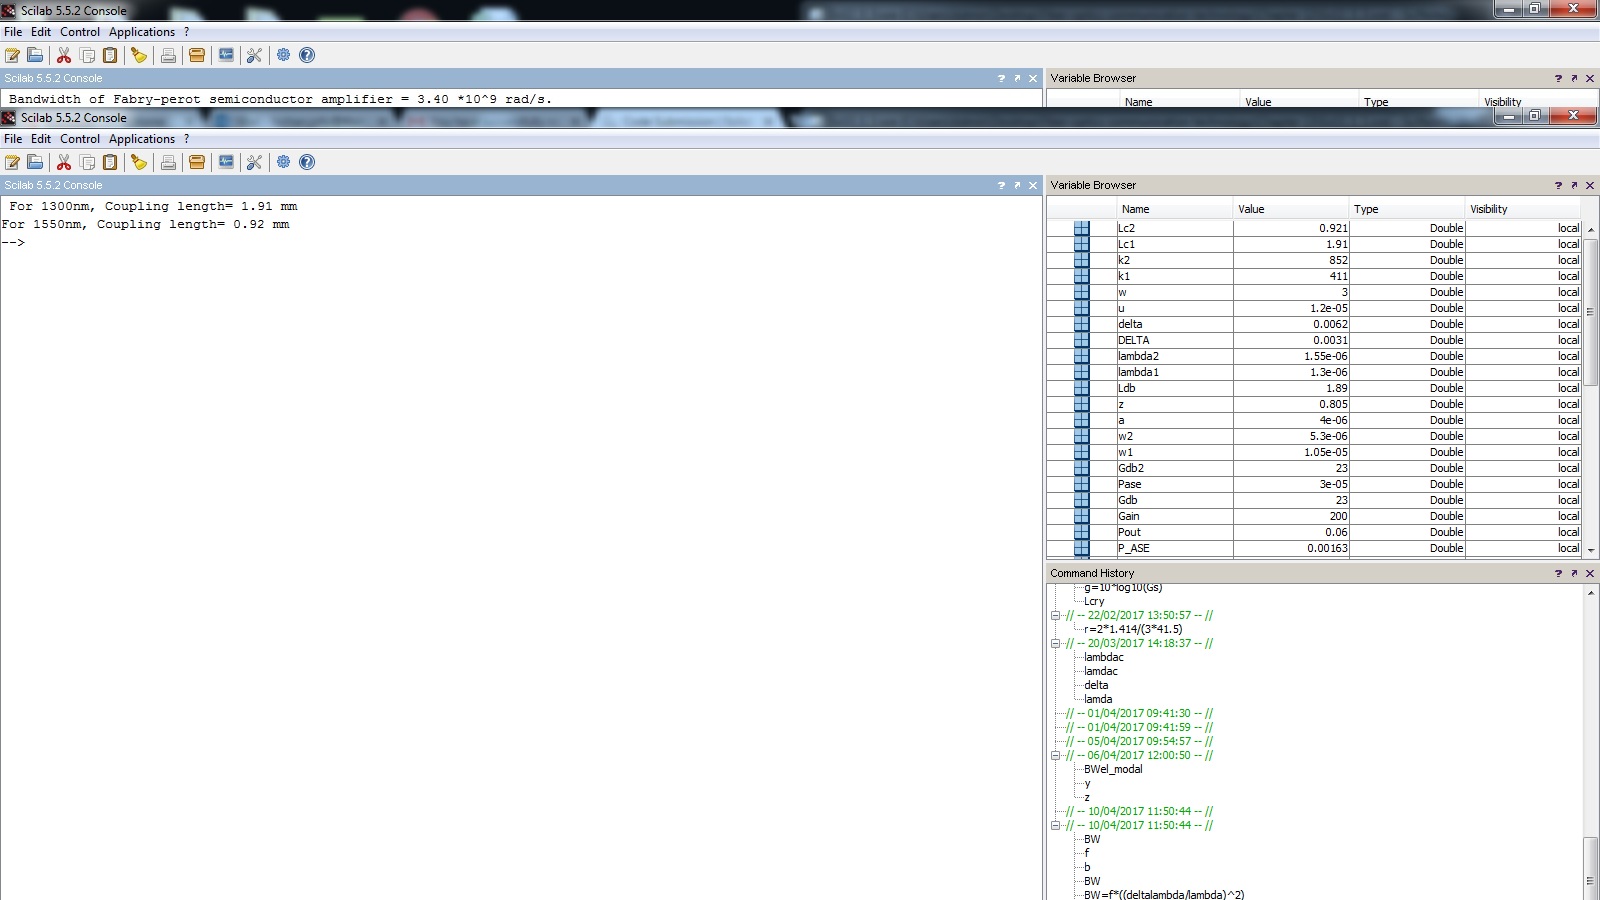 Scilab 5.5.2 Console
File Edit Control Applications ?
Scilab 5.5.2 Console
Variable Browser
Bandwidth of Fabry-perot semiconductor amplifier = 3.40 *10^9 rad/s.
Name Value Type Visibility
Scilab 5.5.2 Console
File Edit Control Applications ?
Scilab 5.5.2 Console
For 1300nm, Coupling length= 1.91 mm
For 1550nm, Coupling length= 0.92 mm
-->
Variable Browser
Name Value Type Visibility
Lc2 0.921 Double local
Lc1 1.91 Double local
k2 852 Double local
k1 411 Double local
w 3 Double local
u 1.2e-05 Double local
delta 0.0062 Double local
DELTA 0.0031 Double local
lambda2 1.55e-06 Double local
lambda1 1.3e-06 Double local
Ldb 1.89 Double local
z 0.805 Double local
a 4e-06 Double local
w2 5.3e-06 Double local
w1 1.05e-05 Double local
Gdb2 23 Double local
Pase 3e-05 Double local
Gdb 23 Double local
Gain 200 Double local
Pout 0.06 Double local
P_ASE 0.00163 Double local
Command History
g=10*log10(Gs)
Lcry
// -- 22/02/2017 13:50:57 -- //
r=2*1.414/(3*41.5)
// -- 20/03/2017 14:18:37 -- //
lambdac
lamdac
delta
lamda
// -- 01/04/2017 09:41:30 -- //
// -- 01/04/2017 09:41:59 -- //
// -- 05/04/2017 09:54:57 -- //
// -- 06/04/2017 12:00:50 -- //
BWel_modal
y
z
// -- 10/04/2017 11:50:44 -- //
// -- 10/04/2017 11:50:44 -- //
BW
f
b
BW
BW=f*((deltalambda/lambda)^2)